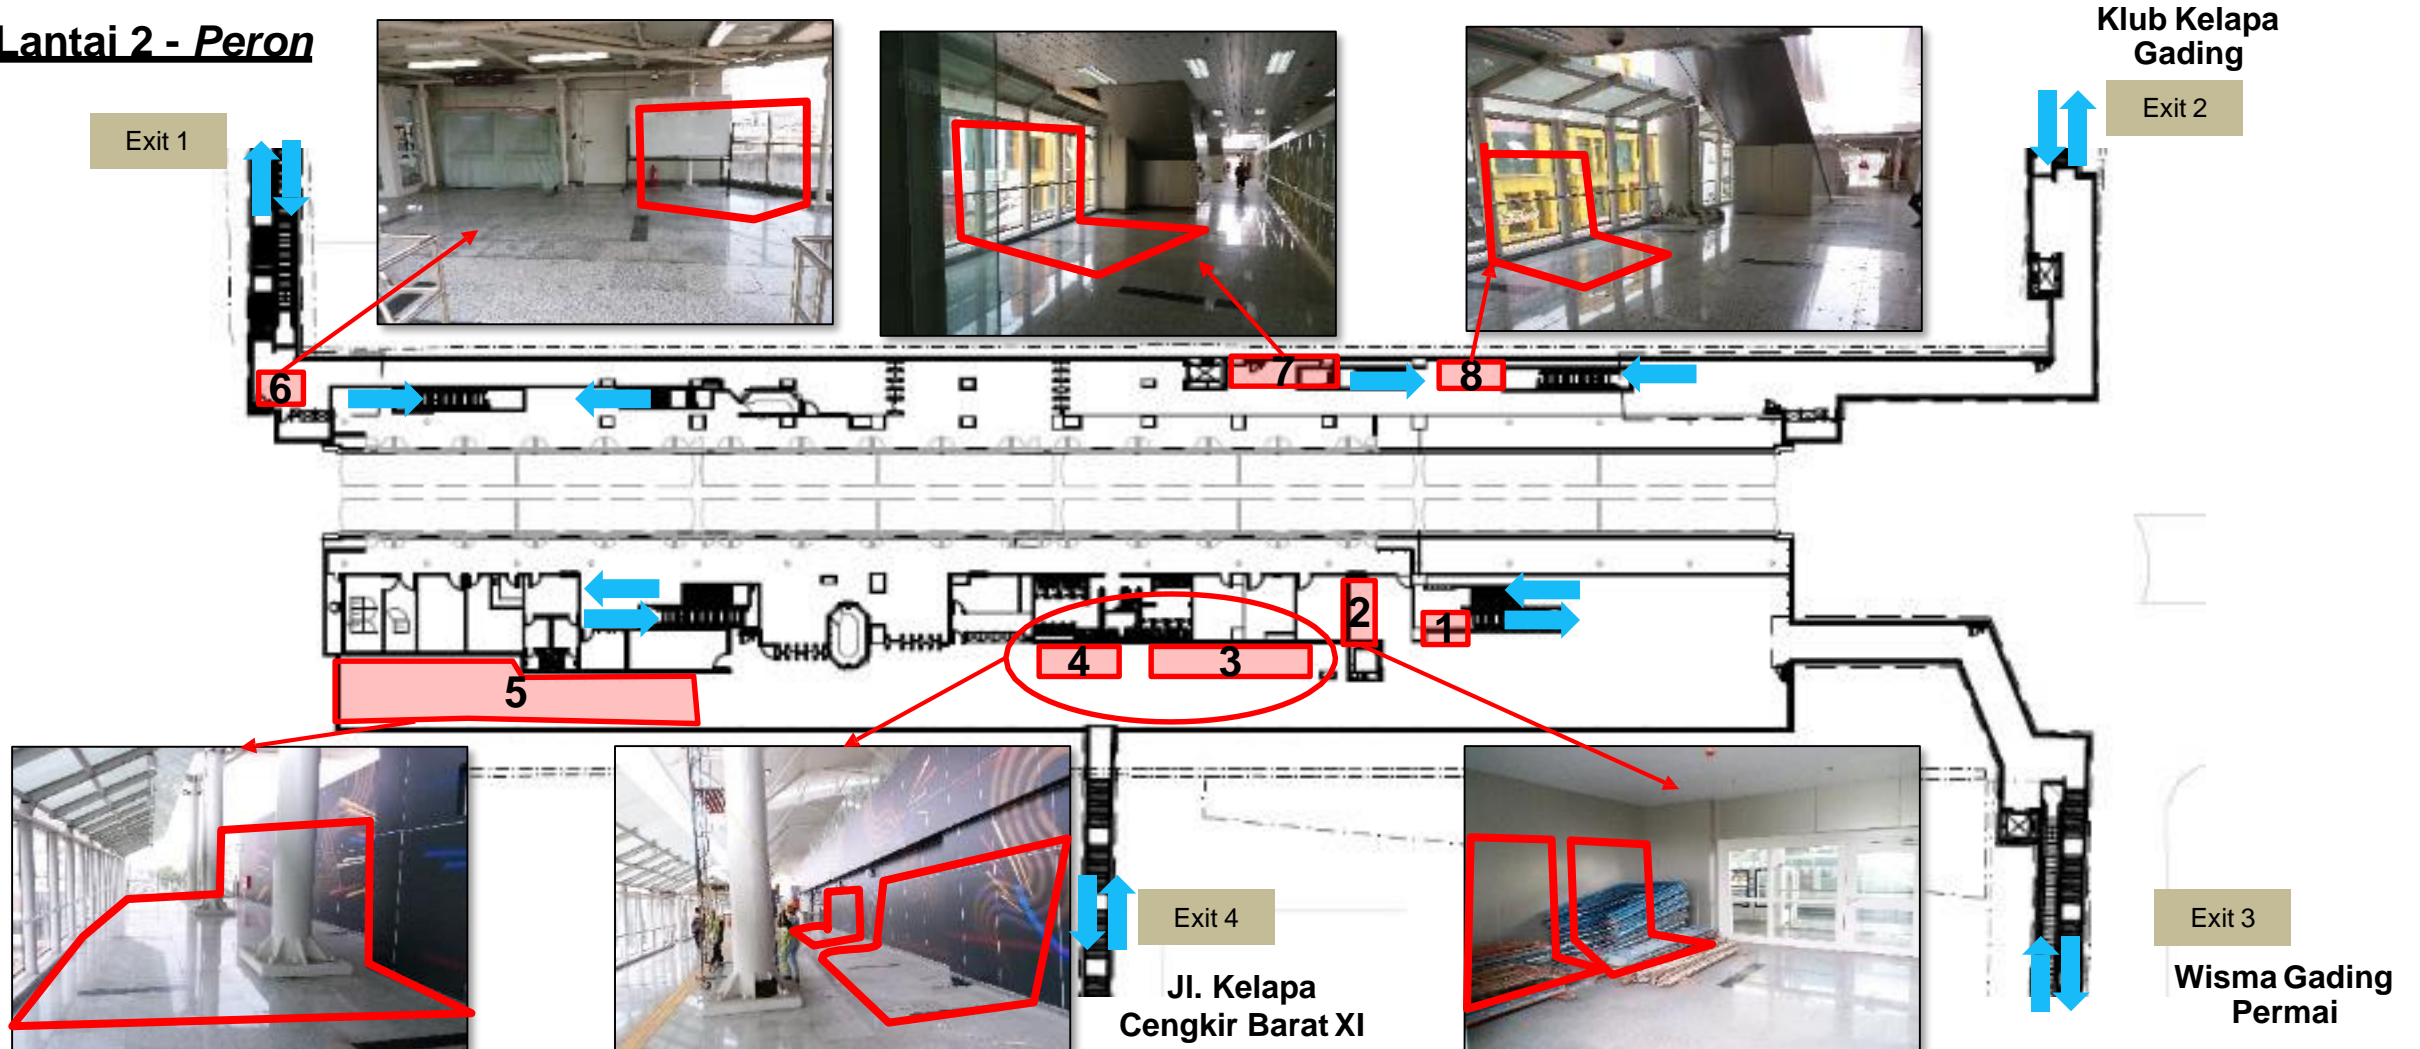 Lantai 2 - Peron
Klub Kelapa
Gading
Exit 1
Exit 2
6
7
8
5
4
3
2
1
Exit 4
Jl. Kelapa
Cengkir Barat XI
Exit 3
Wisma Gading
Permai